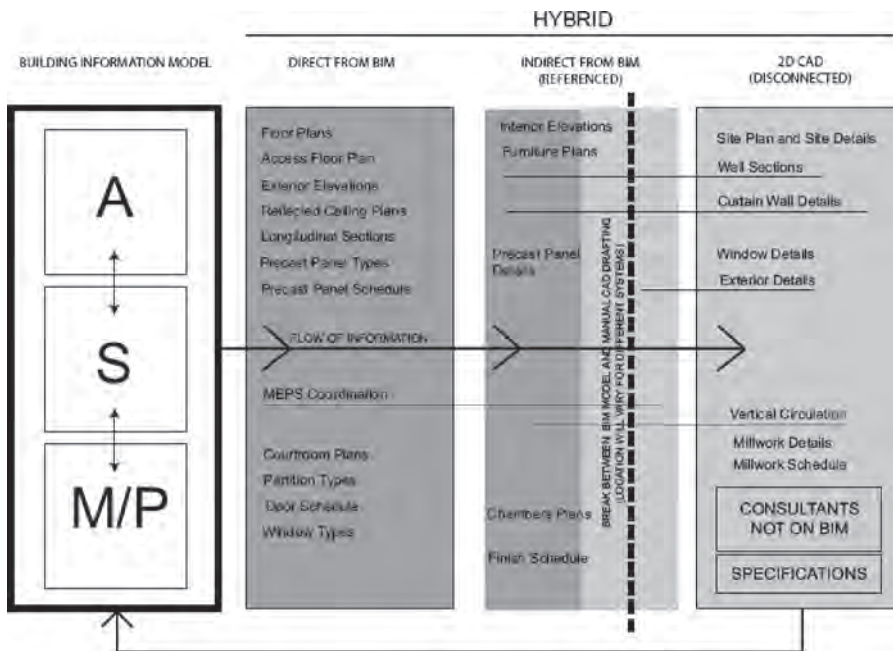 HYBRID
BUILDING INFORMATION MODEL
DIRECT FROM BIM
INDIRECT FROM BIM
(REFERENCED)
2D CAD
(DISCONNECTED)
A
S
M/P
Floor Plans
Access Floor Plan
Exterior Elevations
Reflected Ceiling Plans
Longitudinal Sections
Precast Panel Types
Precast Panel Schedule
FLOW OF INFORMATION
MEPS Coordination
Courtroom Plans
Partition Types
Door Schedule
Window Types
Interior Elevations
Furniture Plans
Precast Panel
Details
Chambers Plans
Finish Schedule
BREAK BETWEEN BIM MODEL AND MANUAL CAD DRAFTING
(LOCATION WILL VARY FOR DIFFERENT SYSTEMS)
Site Plan and Site Details
Wall Sections
Curtain Wall Details
Window Details
Exterior Details
Vertical Circulation
Millwork Details
Millwork Schedule
CONSULTANTS
NOT ON BIM
SPECIFICATIONS